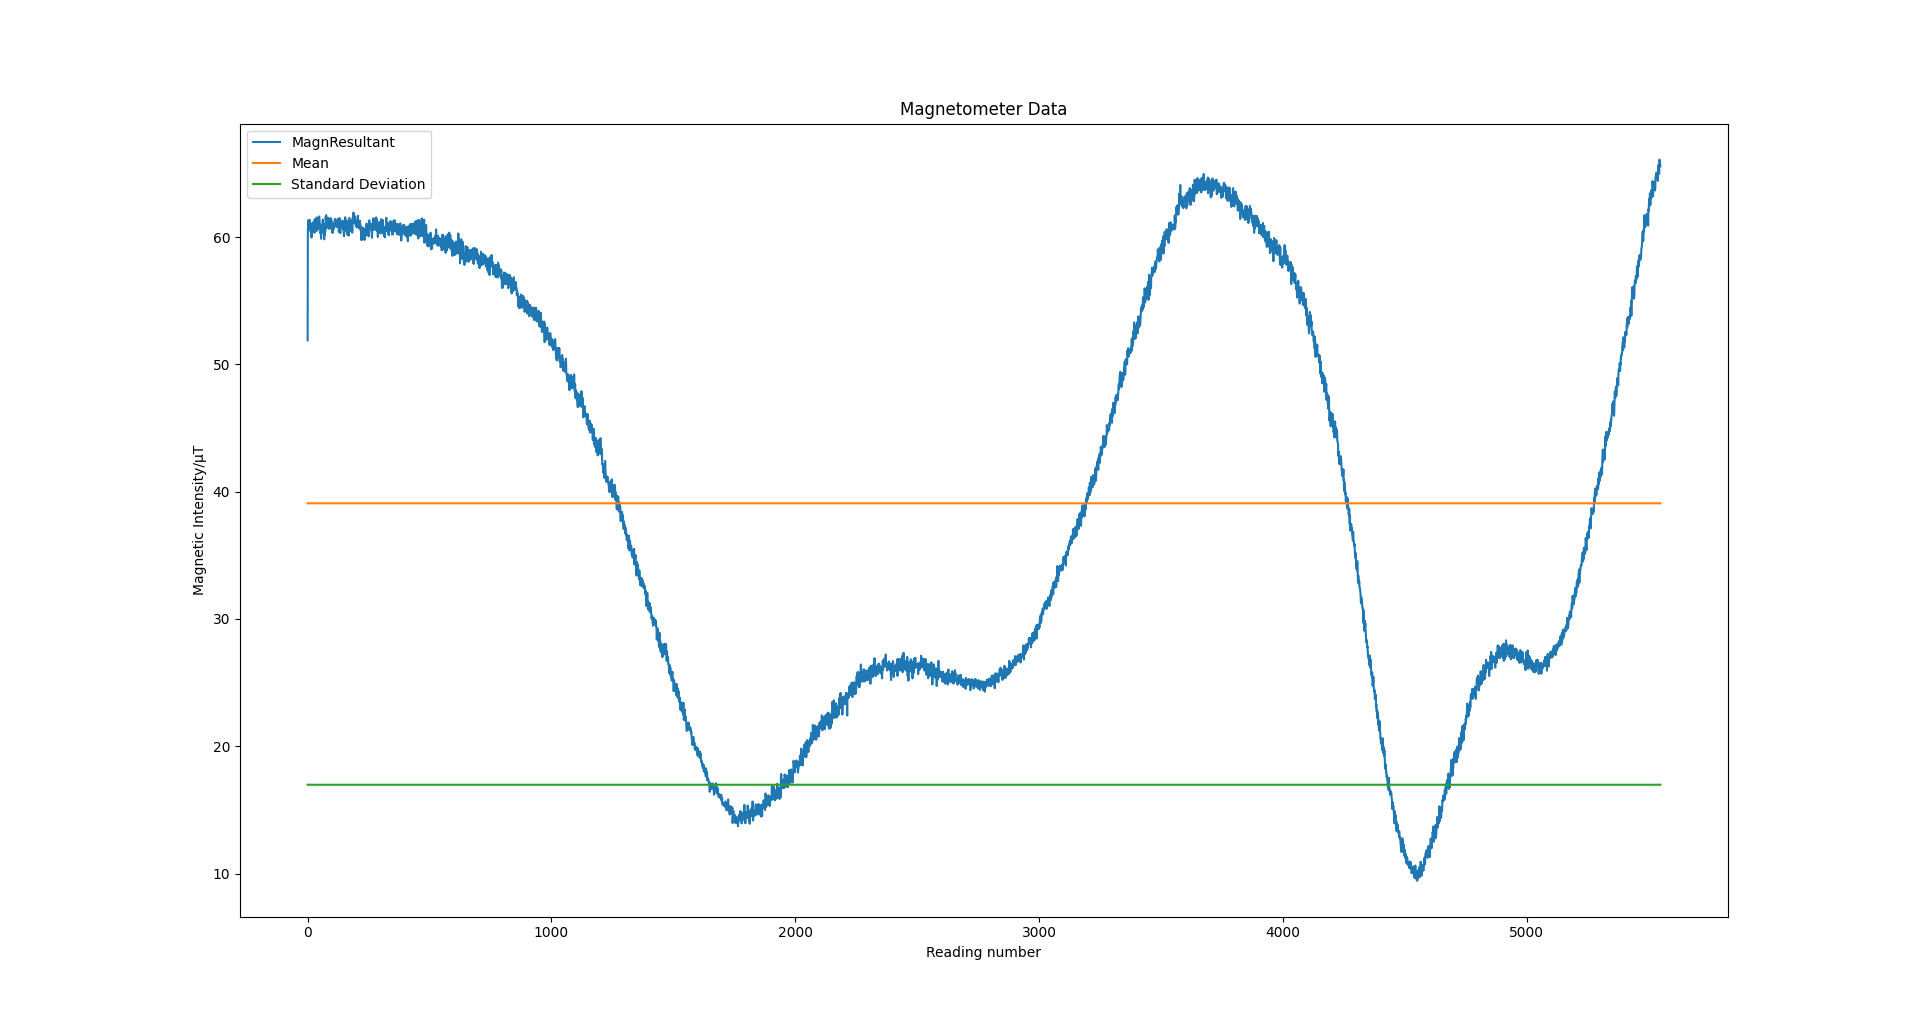 Magnetometer Data
MagnResultant
Mean
Standard Deviation
60
50
40
30
20
10
Magnetic Intensity/μT
0 1000 2000 3000 4000 5000
Reading number